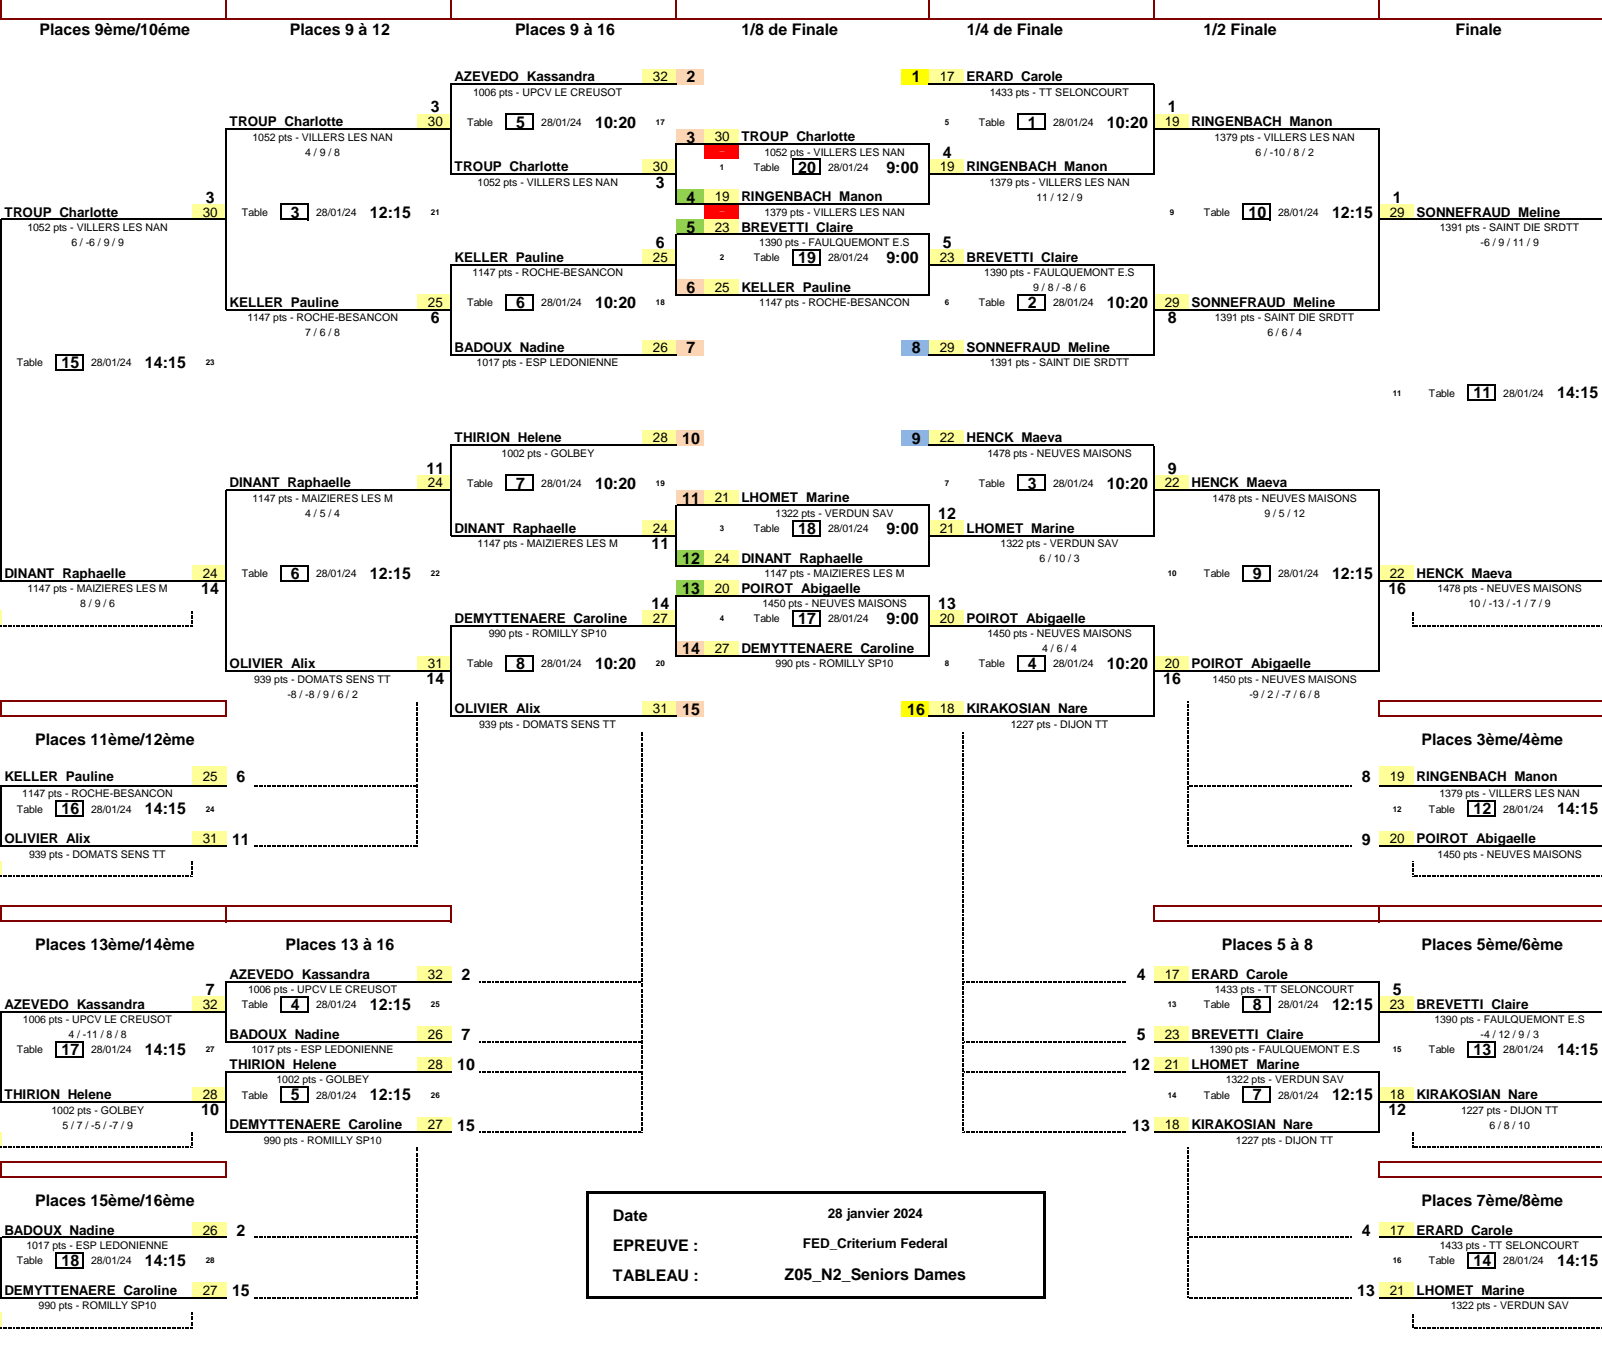 Places 9ème/10éme Places 9 à 12 Places 9 à 16 1/8 de Finale 1/4 de Finale 1/2 Finale Finale
AZEVEDO Kassandra 32 2 1 17 ERARD Carole
1006 pts - UPCV LE CREUSOT 1433 pts - TT SELONCOURT
3 1
TROUP Charlotte 30 Table 5 28/01/24 10:20 17 5 Table 1 28/01/24 10:20 19 RINGENBACH Manon
1052 pts - VILLERS LES NAN 3 30 TROUP Charlotte 1379 pts - VILLERS LES NAN
4 / 9 / 8 1052 pts - VILLERS LES NAN 4 6 / -10 / 8 / 2
TROUP Charlotte 30 1 Table 20 28/01/24 9:00 19 RINGENBACH Manon
1052 pts - VILLERS LES NAN 3 1379 pts - VILLERS LES NAN
3 4 19 RINGENBACH Manon 11 / 12 / 9 1
TROUP Charlotte 30 Table 3 28/01/24 12:15 21 1379 pts - VILLERS LES NAN 9 Table 10 28/01/24 12:15 29 SONNEFRAUD Meline
1052 pts - VILLERS LES NAN 5 23 BREVETTI Claire 1391 pts - SAINT DIE SRDTT
6 / -6 / 9 / 9 6 1390 pts - FAULQUEMONT E.S 5 -6 / 9 / 11 / 9
KELLER Pauline 25 2 Table 19 28/01/24 9:00 23 BREVETTI Claire
1147 pts - ROCHE-BESANCON 1390 pts - FAULQUEMONT E.S
6 25 KELLER Pauline 9 / 8 / -8 / 6
KELLER Pauline 25 Table 6 28/01/24 10:20 18 1147 pts - ROCHE-BESANCON 6 Table 2 28/01/24 10:20 29 SONNEFRAUD Meline
1147 pts - ROCHE-BESANCON 6 8 1391 pts - SAINT DIE SRDTT
7 / 6 / 8 6 / 6 / 4
BADOUX Nadine 26 7 8 29 SONNEFRAUD Meline
Table 15 28/01/24 14:15 23 1017 pts - ESP LEDONIENNE 1391 pts - SAINT DIE SRDTT
11 Table 11 28/01/24 14:15
THIRION Helene 28 10 9 22 HENCK Maeva
1002 pts - GOLBEY 1478 pts - NEUVES MAISONS
11 9
DINANT Raphaelle 24 Table 7 28/01/24 10:20 19 7 Table 3 28/01/24 10:20 22 HENCK Maeva
1147 pts - MAIZIERES LES M 11 21 LHOMET Marine 1478 pts - NEUVES MAISONS
4 / 5 / 4 1322 pts - VERDUN SAV 12 9 / 5 / 12
DINANT Raphaelle 24 3 Table 18 28/01/24 9:00 21 LHOMET Marine
1147 pts - MAIZIERES LES M 11 1322 pts - VERDUN SAV
12 24 DINANT Raphaelle 6 / 10 / 3
DINANT Raphaelle 24 Table 6 28/01/24 12:15 22 1147 pts - MAIZIERES LES M 10 Table 9 28/01/24 12:15 22 HENCK Maeva
1147 pts - MAIZIERES LES M 14 13 20 POIROT Abigaelle 16 1478 pts - NEUVES MAISONS
8 / 9 / 6 14 1450 pts - NEUVES MAISONS 13 10 / -13 / -1 / 7 / 9
DEMYTTENAERE Caroline 27 4 Table 17 28/01/24 9:00 20 POIROT Abigaelle
990 pts - ROMILLY SP10 1450 pts - NEUVES MAISONS
14 27 DEMYTTENAERE Caroline 4 / 6 / 4
OLIVIER Alix 31 Table 8 28/01/24 10:20 20 990 pts - ROMILLY SP10 8 Table 4 28/01/24 10:20 20 POIROT Abigaelle
939 pts - DOMATS SENS TT 14 16 1450 pts - NEUVES MAISONS
-8 / -8 / 9 / 6 / 2 -9 / 2 / -7 / 6 / 8
OLIVIER Alix 31 15 16 18 KIRAKOSIAN Nare
939 pts - DOMATS SENS TT 1227 pts - DIJON TT
Places 11ème/12ème Places 3ème/4ème
KELLER Pauline 25 6 8 19 RINGENBACH Manon
1147 pts - ROCHE-BESANCON 1379 pts - VILLERS LES NAN
Table 16 28/01/24 14:15 24 12 Table 12 28/01/24 14:15
OLIVIER Alix 31 11 9 20 POIROT Abigaelle
939 pts - DOMATS SENS TT 1450 pts - NEUVES MAISONS
Places 13ème/14ème Places 13 à 16 Places 5 à 8 Places 5ème/6ème
AZEVEDO Kassandra 32 2 4 17 ERARD Carole
7 1006 pts - UPCV LE CREUSOT 1433 pts - TT SELONCOURT 5
AZEVEDO Kassandra 32 Table 4 28/01/24 12:15 25 13 Table 8 28/01/24 12:15 23 BREVETTI Claire
1006 pts - UPCV LE CREUSOT 1390 pts - FAULQUEMONT E.S
4 / -11 / 8 / 8 BADOUX Nadine 26 7 5 23 BREVETTI Claire -4 / 12 / 9 / 3
Table 17 28/01/24 14:15 27 1017 pts - ESP LEDONIENNE 1390 pts - FAULQUEMONT E.S 15 Table 13 28/01/24 14:15
THIRION Helene 28 10 12 21 LHOMET Marine
1002 pts - GOLBEY 1322 pts - VERDUN SAV
THIRION Helene 28 Table 5 28/01/24 12:15 26 14 Table 7 28/01/24 12:15 18 KIRAKOSIAN Nare
1002 pts - GOLBEY 10 12 1227 pts - DIJON TT
5 / 7 / -5 / -7 / 9 DEMYTTENAERE Caroline 27 15 13 18 KIRAKOSIAN Nare 6 / 8 / 10
990 pts - ROMILLY SP10 1227 pts - DIJON TT
Places 15ème/16ème Places 7ème/8ème
Date 28 janvier 2024
BADOUX Nadine 26 2 4 17 ERARD Carole
1017 pts - ESP LEDONIENNE EPREUVE : FED_Criterium Federal 1433 pts - TT SELONCOURT
Table 18 28/01/24 14:15 28 16 Table 14 28/01/24 14:15
TABLEAU : Z05_N2_Seniors Dames
DEMYTTENAERE Caroline 27 15 13 21 LHOMET Marine
990 pts - ROMILLY SP10 1322 pts - VERDUN SAV